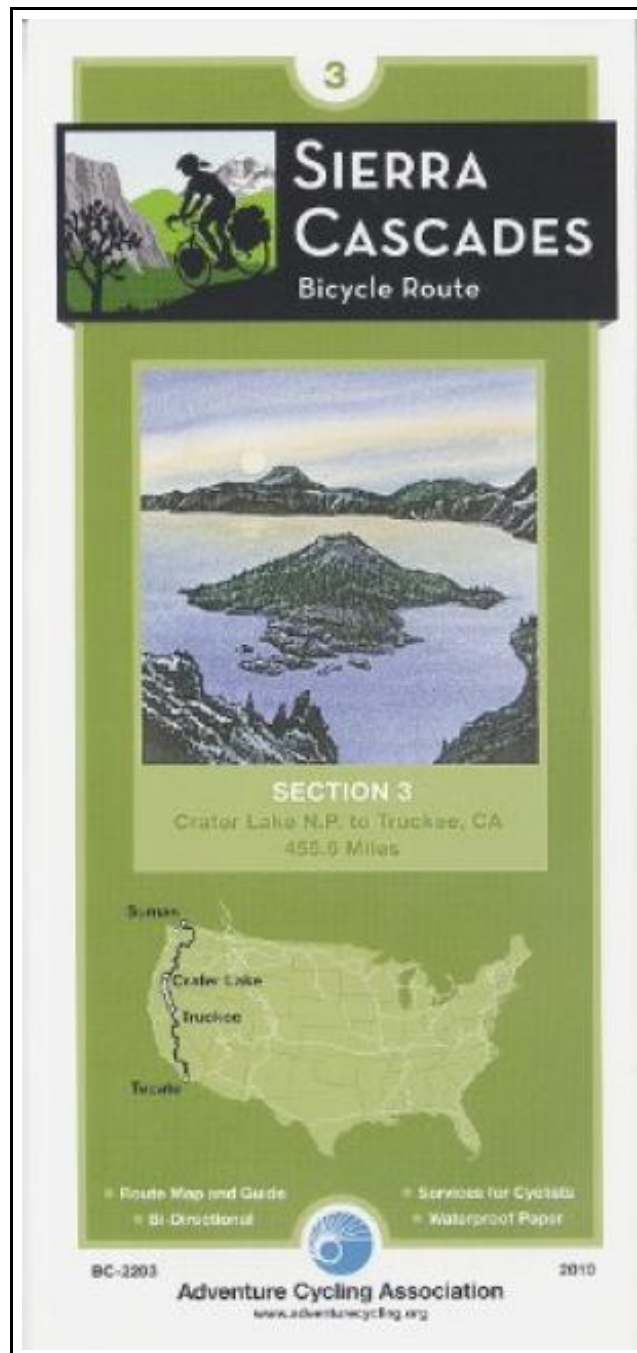 3
SIERRA
CASCADES
Bicycle Route
SECTION 3
Crater Lake N.P. to Truckee, CA
455.6 Miles
Sumas
Crater Lake
Truckee
Tecate
Route Map and Guide
Services for Cyclists
Bi-Directional
Waterproof Paper
BC-2203
2010
Adventure Cycling Association
www.adventurecycling.org